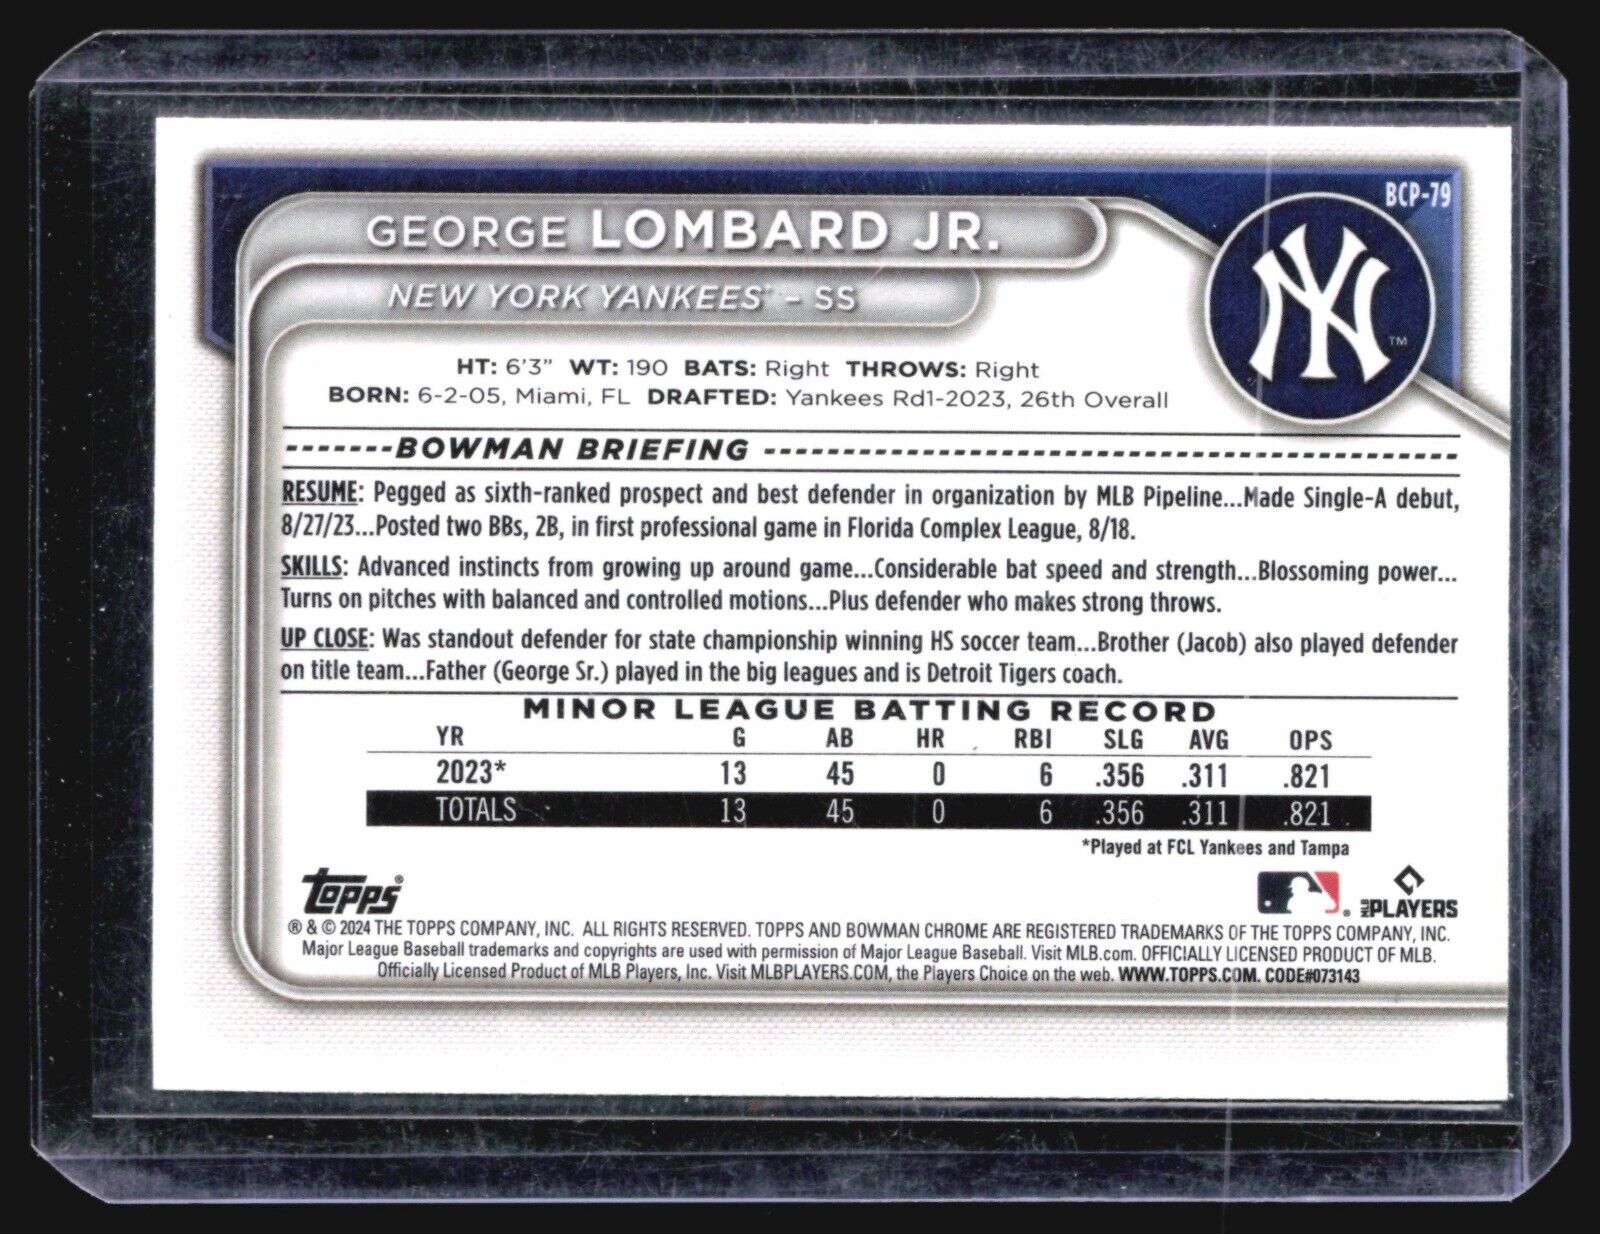 BCP-79
GEORGE LOMBARD JR.
NEW YORK YANKEES™ - SS
NY
™
HT: 6'3" WT: 190 BATS: Right THROWS: Right
BORN: 6-2-05, Miami, FL DRAFTED: Yankees Rd1-2023, 26th Overall
-------BOWMAN BRIEFING ---------------------------------------------
RESUME: Pegged as sixth-ranked prospect and best defender in organization by MLB Pipeline...Made Single-A debut,
8/27/23...Posted two BBs, 2B, in first professional game in Florida Complex League, 8/18.
SKILLS: Advanced instincts from growing up around game...Considerable bat speed and strength...Blossoming power...
Turns on pitches with balanced and controlled motions...Plus defender who makes strong throws.
UP CLOSE: Was standout defender for state championship winning HS soccer team...Brother (Jacob) also played defender
on title team...Father (George Sr.) played in the big leagues and is Detroit Tigers coach.
MINOR LEAGUE BATTING RECORD
YR G AB HR RBI SLG AVG OPS
2023* 13 45 0 6 .356 .311 .821
TOTALS 13 45 0 6 .356 .311 .821
*Played at FCL Yankees and Tampa
topps® ® MLB PLAYERS
® & © 2024 THE TOPPS COMPANY, INC. ALL RIGHTS RESERVED. TOPPS AND BOWMAN CHROME ARE REGISTERED TRADEMARKS OF THE TOPPS COMPANY, INC.
Major League Baseball trademarks and copyrights are used with permission of Major League Baseball. Visit MLB.com. OFFICIALLY LICENSED PRODUCT OF MLB.
Officially Licensed Product of MLB Players, Inc. Visit MLBPLAYERS.COM, the Players Choice on the web. WWW.TOPPS.COM. CODE#073143